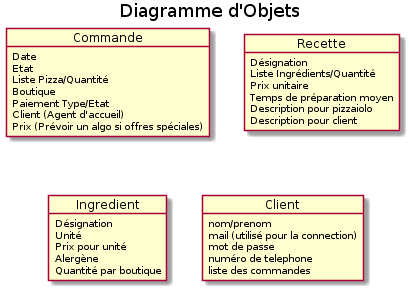 Diagramme d'Objets
Commande
Date
Etat
Liste Pizza/Quantité
Boutique
Paiement Type/Etat
Client (Agent d'accueil)
Prix (Prévoir un algo si offres spéciales)
Recette
Désignation
Liste Ingrédients/Quantité
Prix unitaire
Temps de préparation moyen
Description pour pizzaiolo
Description pour client
Ingredient
Désignation
Unité
Prix pour unité
Alergène
Quantité par boutique
Client
nom/prenom
mail (utilisé pour la connection)
mot de passe
numéro de telephone
liste des commandes